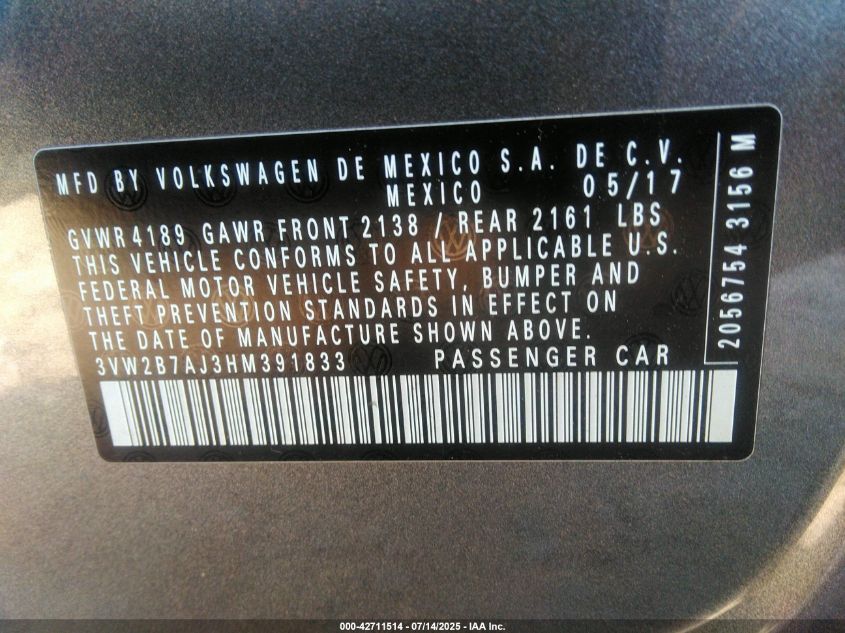 MFD BY VOLKSWAGEN DE MEXICO S.A. DE C.V.
MEXICO 05/17
GVWR 4189 GAWR FRONT 2138 / REAR 2161 LBS
THIS VEHICLE CONFORMS TO ALL APPLICABLE U.S.
FEDERAL MOTOR VEHICLE SAFETY, BUMPER AND
THEFT PREVENTION STANDARDS IN EFFECT ON
THE DATE OF MANUFACTURE SHOWN ABOVE.
3VW2B7AJ3HM391833 PASSENGER CAR
2056754 3156 M
000-42711514 - 07/14/2025 - IAA Inc.